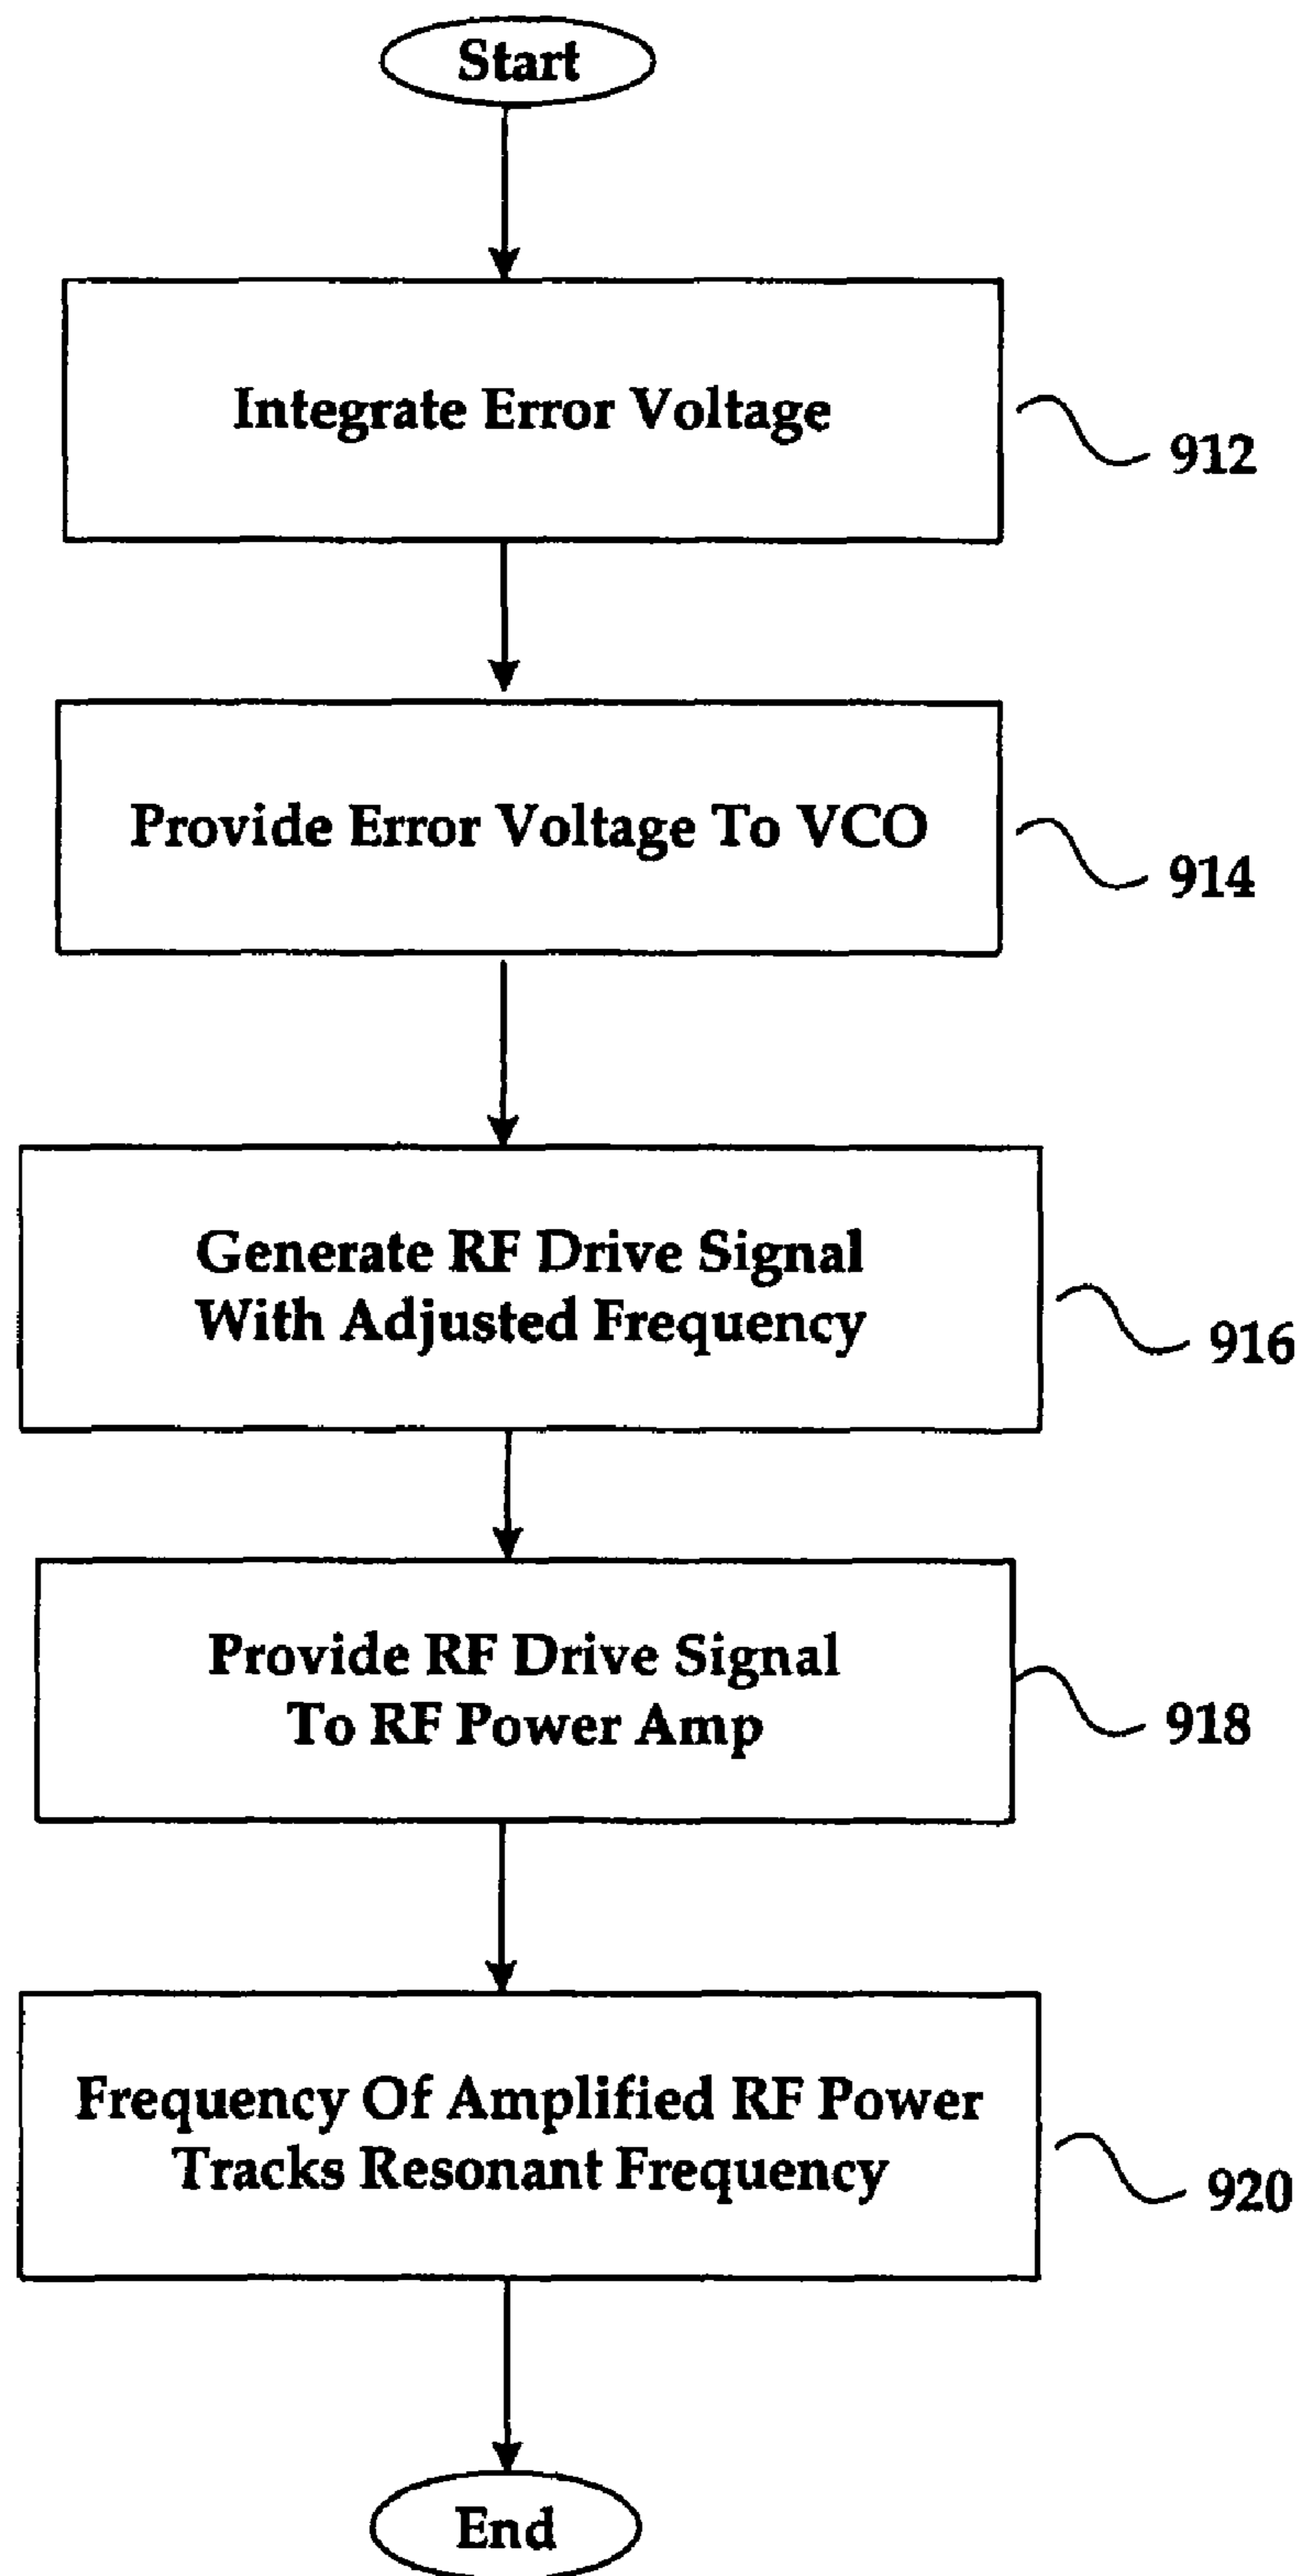 Start
Integrate Error Voltage
912
Provide Error Voltage To VCO
914
Generate RF Drive Signal
With Adjusted Frequency
916
Provide RF Drive Signal
To RF Power Amp
918
Frequency Of Amplified RF Power
Tracks Resonant Frequency
920
End